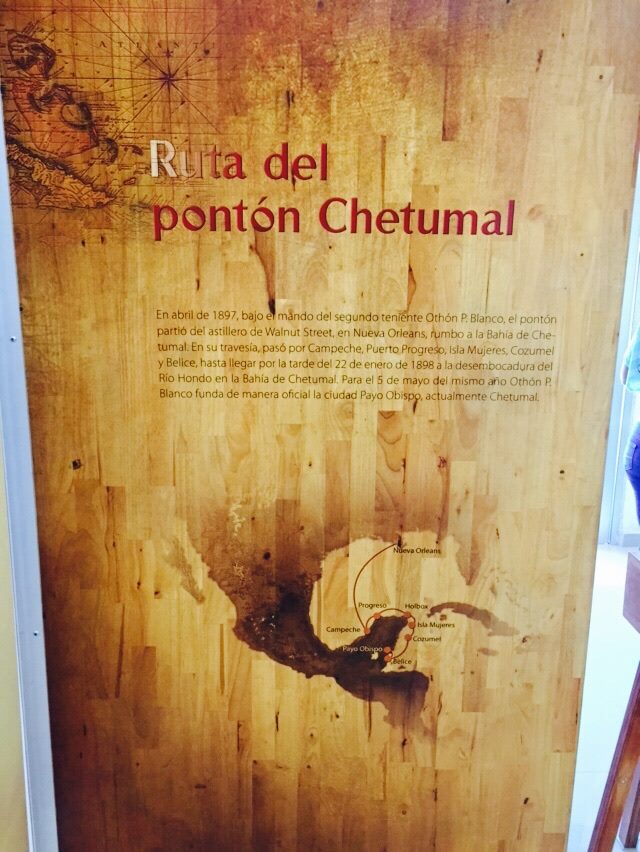 ATLANTI
Ruta del
pontón Chetumal
En abril de 1897, bajo el mando del segundo teniente Othón P. Blanco, el pontón
partió del astillero de Walnut Street, en Nueva Orleans, rumbo a la Bahía de Che-
tumal. En su travesía, pasó por Campeche, Puerto Progreso, Isla Mujeres, Cozumel
y Belice, hasta llegar por la tarde del 22 de enero de 1898 a la desembocadura del
Río Hondo en la Bahía de Chetumal. Para el 5 de mayo del mismo año Othón P.
Blanco funda de manera oficial la ciudad Payo Obispo, actualmente Chetumal.
Nueva Orleans
Progreso
Holbox
Campeche
Isla Mujeres
Cozumel
Payo Obispo
Belice